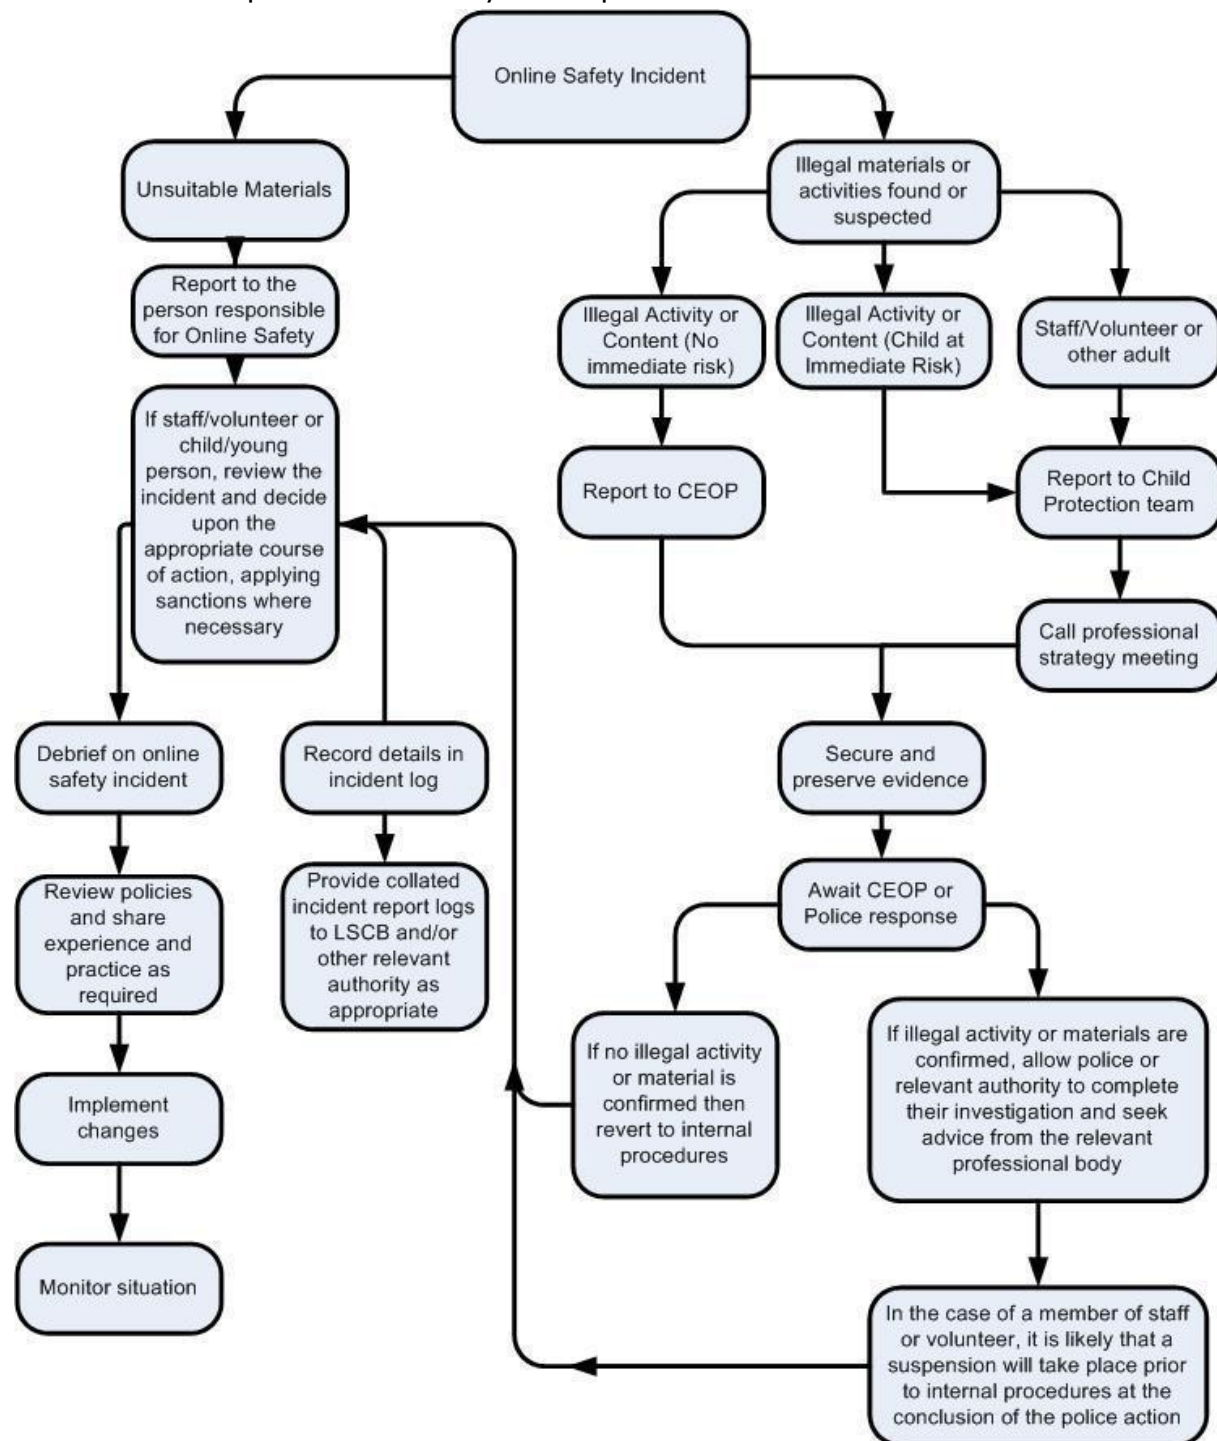 Online Safety Incident
Unsuitable Materials
Report to the
person responsible
for Online Safety
If staff/volunteer or
child/young
person, review the
incident and decide
upon the
appropriate course
of action, applying
sanctions where
necessary
Debrief on online
safety incident
Review policies
and share
experience and
practice as
required
Implement
changes
Monitor situation
Record details in
incident log
Provide collated
incident report logs
to LSCB and/or
other relevant
authority as
appropriate
Illegal materials or
activities found or
suspected
Illegal Activity or
Content (No
immediate risk)
Illegal Activity or
Content (Child at
Immediate Risk)
Staff/Volunteer or
other adult
Report to CEOP
Report to Child
Protection team
Call professional
strategy meeting
Secure and
preserve evidence
Await CEOP or
Police response
If no illegal activity
or material is
confirmed then
revert to internal
procedures
If illegal activity or materials are
confirmed, allow police or
relevant authority to complete
their investigation and seek
advice from the relevant
professional body
In the case of a member of staff
or volunteer, it is likely that a
suspension will take place prior
to internal procedures at the
conclusion of the police action